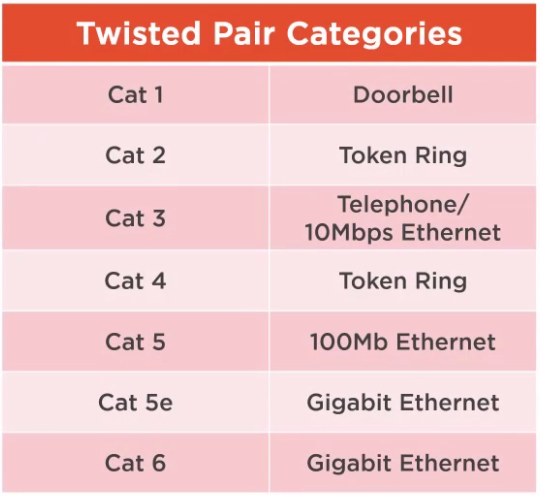 Twisted Pair Categories
Cat 1 Doorbell
Cat 2 Token Ring
Cat 3 Telephone/
10Mbps Ethernet
Cat 4 Token Ring
Cat 5 100Mb Ethernet
Cat 5e Gigabit Ethernet
Cat 6 Gigabit Ethernet